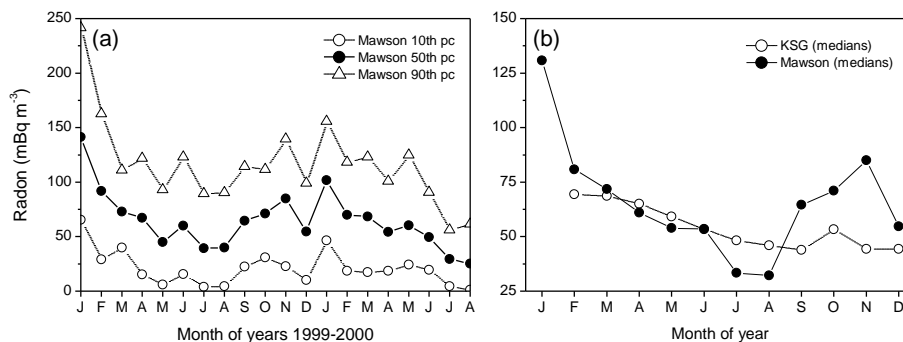 (a)
Mawson 10th pc
Mawson 50th pc
Mawson 90th pc
250
200
150
100
50
0
Radon (mBq m-3)
J F M A M J J A S O N D J F M A M J J A
Month of years 1999-2000
(b)
KSG (medians)
Mawson (medians)
150
125
100
75
50
25
J F M A M J J A S O N D
Month of year